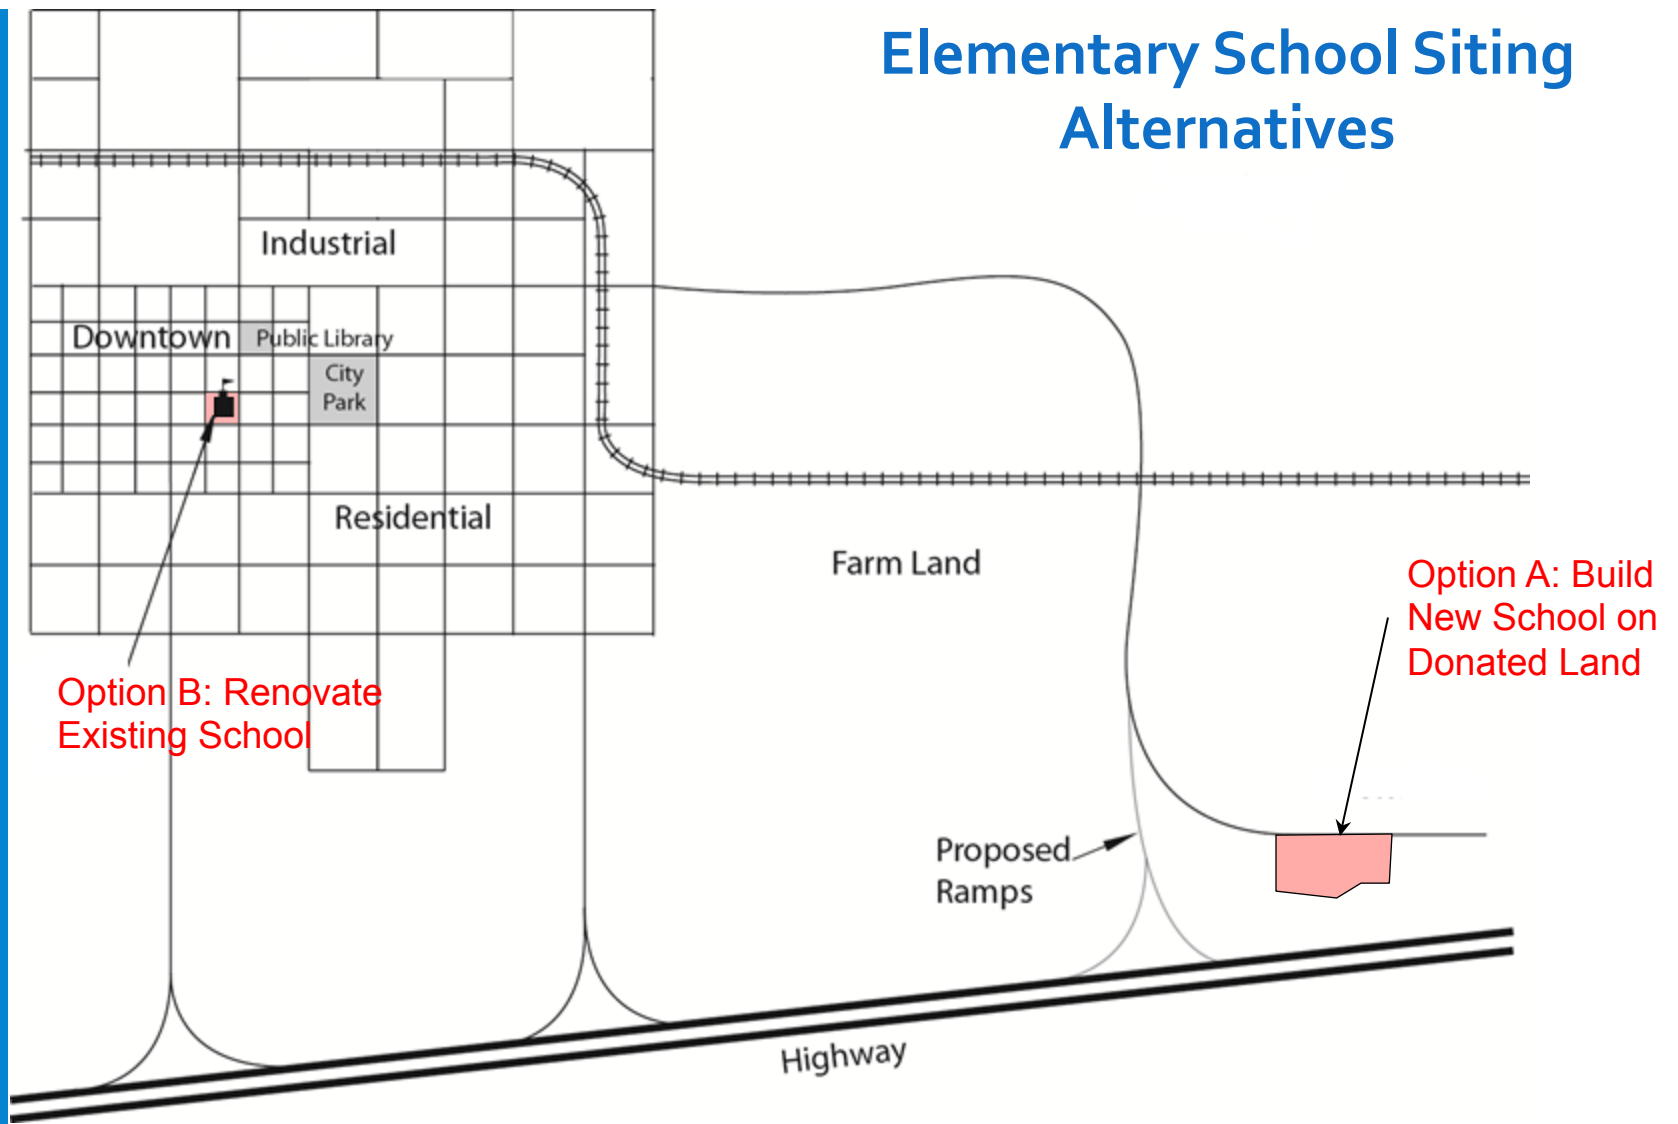 Elementary School Siting
Alternatives
Industrial
Downtown
Public Library
City
Park
Residential
Farm Land
Option A: Build
New School on
Donated Land
Option B: Renovate
Existing School
Proposed
Ramps
Highway